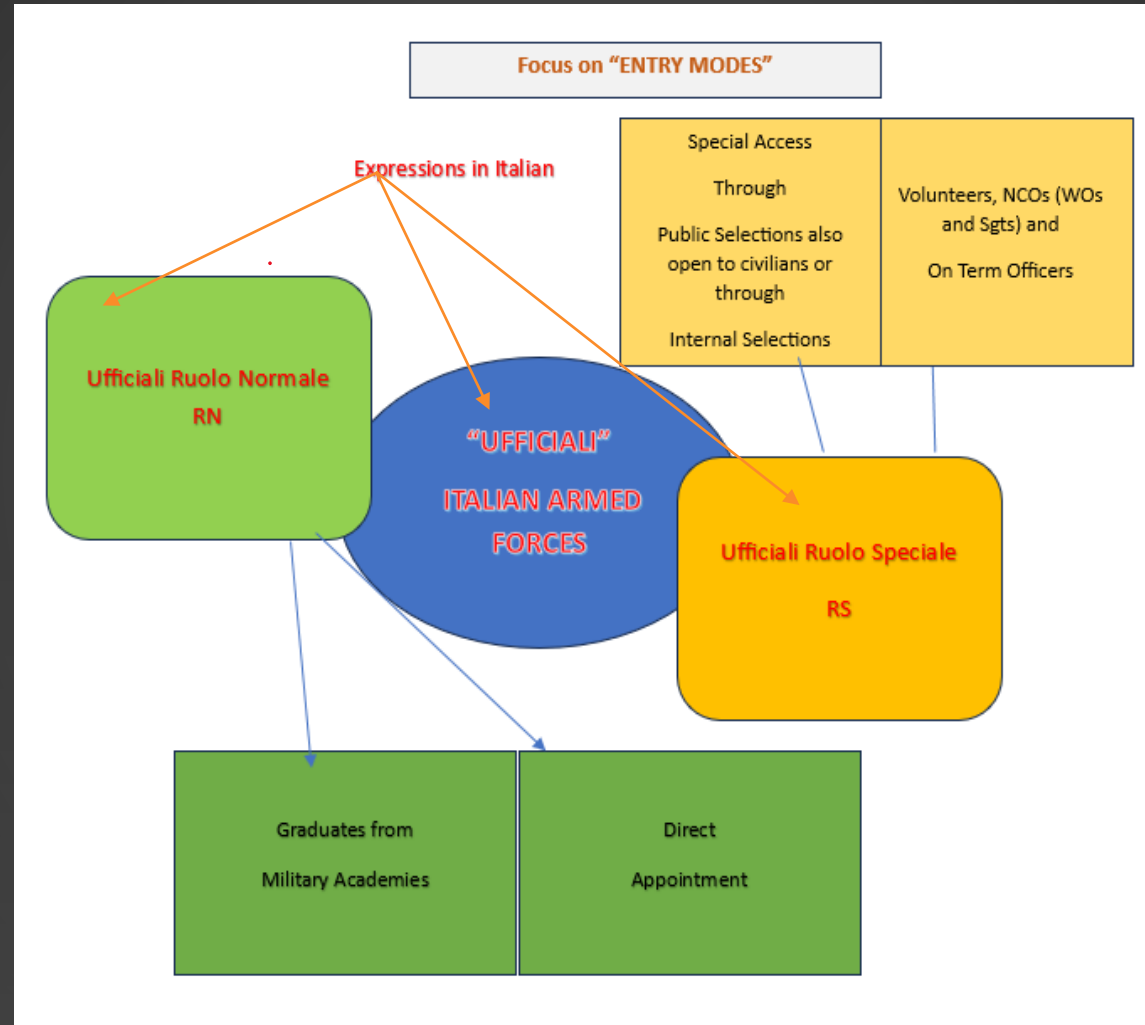 Focus on “ENTRY MODES”
Expressions in Italian
Special Access
Through
Public Selections also
open to civilians or
through
Internal Selections
Volunteers, NCOs (WOs
and Sgts) and
On Term Officers
Ufficiali Ruolo Normale
RN
“UFFICIALI”
ITALIAN ARMED
FORCES
Ufficiali Ruolo Speciale
RS
Graduates from
Military Academies
Direct
Appointment